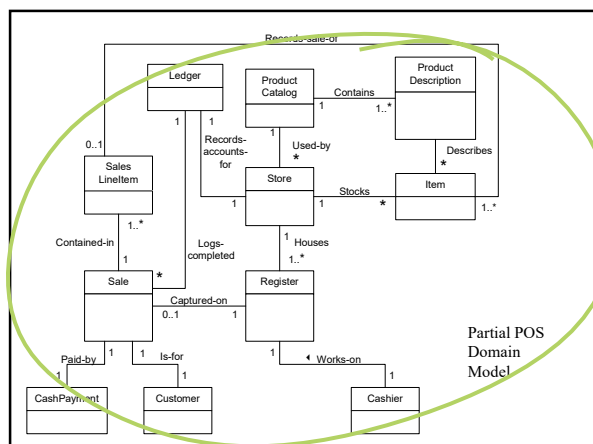 Records-sale-of
Ledger
Product
Catalog
Product
Description
Contains
1
1..*
1
1
1
Records-
accounts-
for
Used-by
*
Describes
*
0..1
Sales
LineItem
Store
Stocks
Item
1
1
*
1..*
1..*
Contained-in
1
Logs-
completed
*
1
Houses
1..*
Sale
Captured-on
Register
0..1
1
Paid-by
1
1
Is-for
1
Works-on
Partial POS
Domain
Model
1
1
1
CashPayment
Customer
Cashier